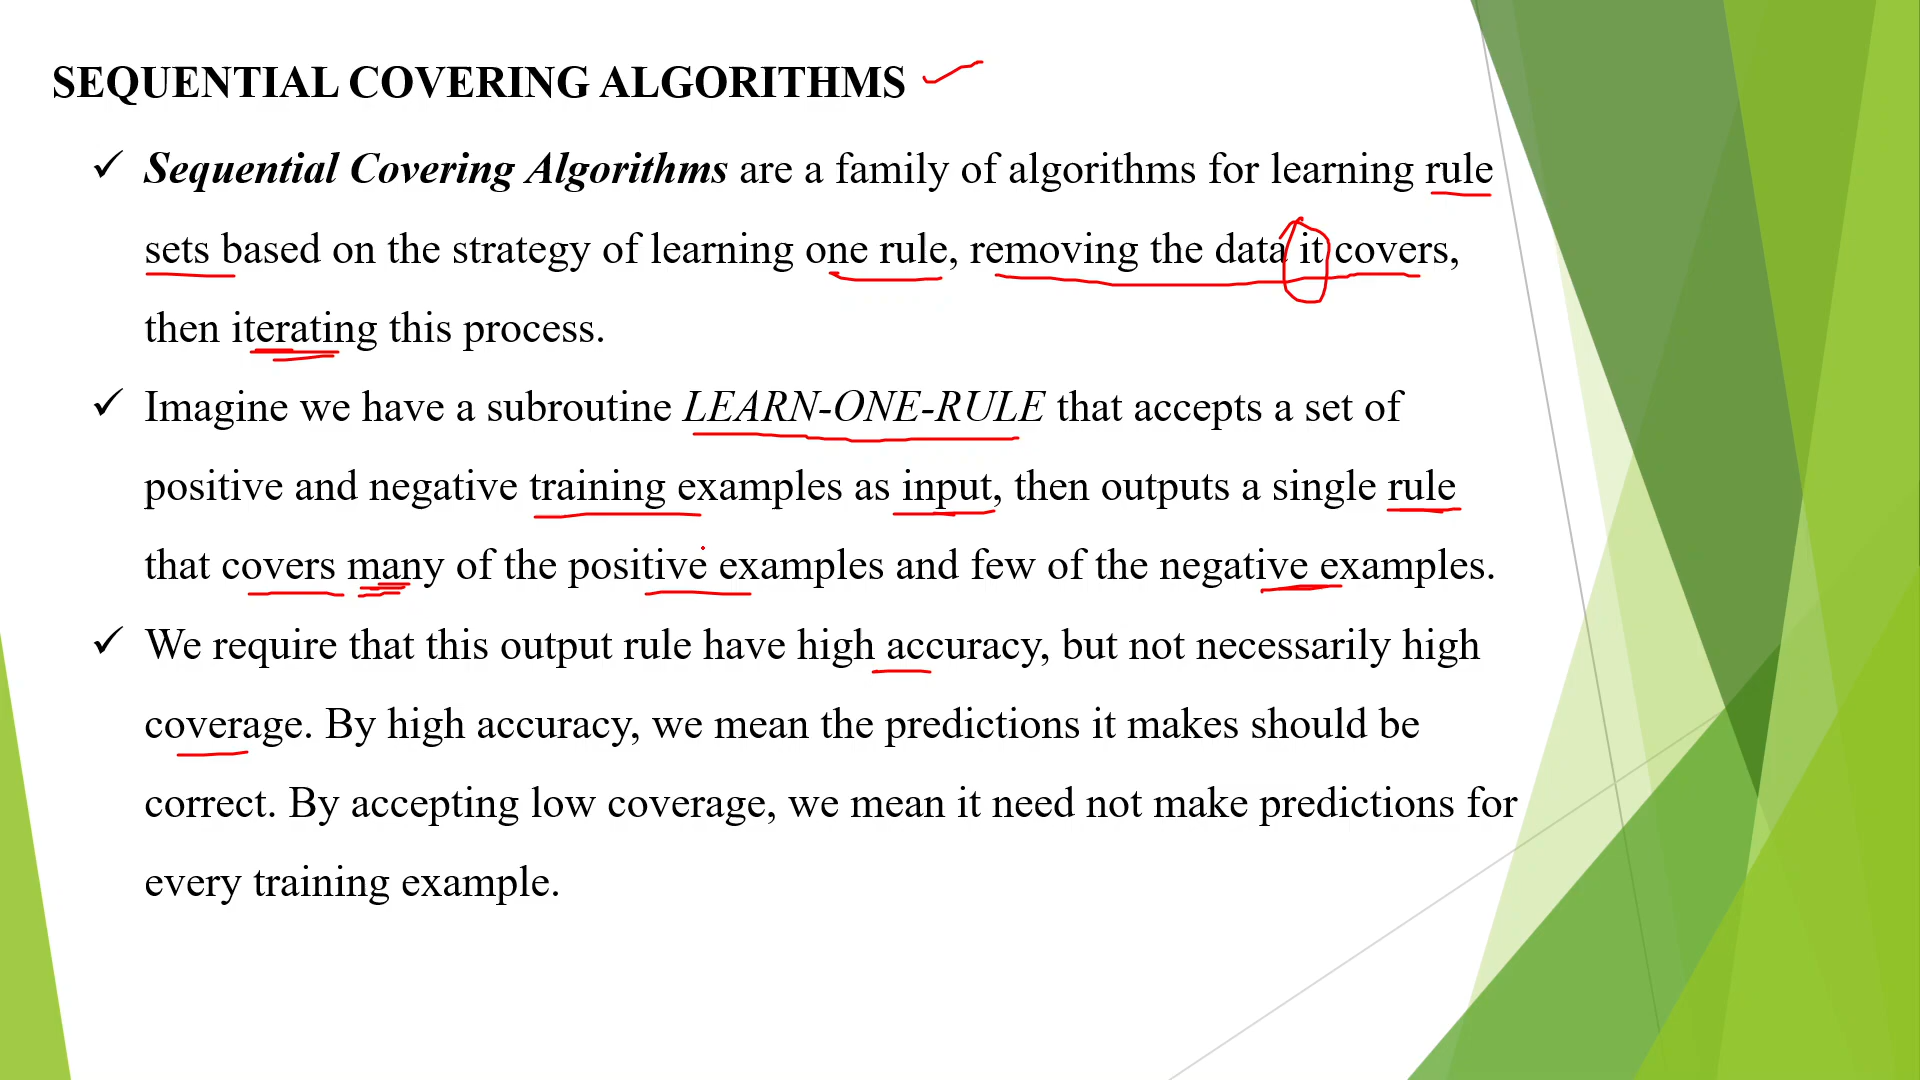 SEQUENTIAL COVERING ALGORITHMS
✓ Sequential Covering Algorithms are a family of algorithms for learning rule
sets based on the strategy of learning one rule, removing the data it covers,
then iterating this process.
✓ Imagine we have a subroutine LEARN-ONE-RULE that accepts a set of
positive and negative training examples as input, then outputs a single rule
that covers many of the positive examples and few of the negative examples.
✓ We require that this output rule have high accuracy, but not necessarily high
coverage. By high accuracy, we mean the predictions it makes should be
correct. By accepting low coverage, we mean it need not make predictions for
every training example.